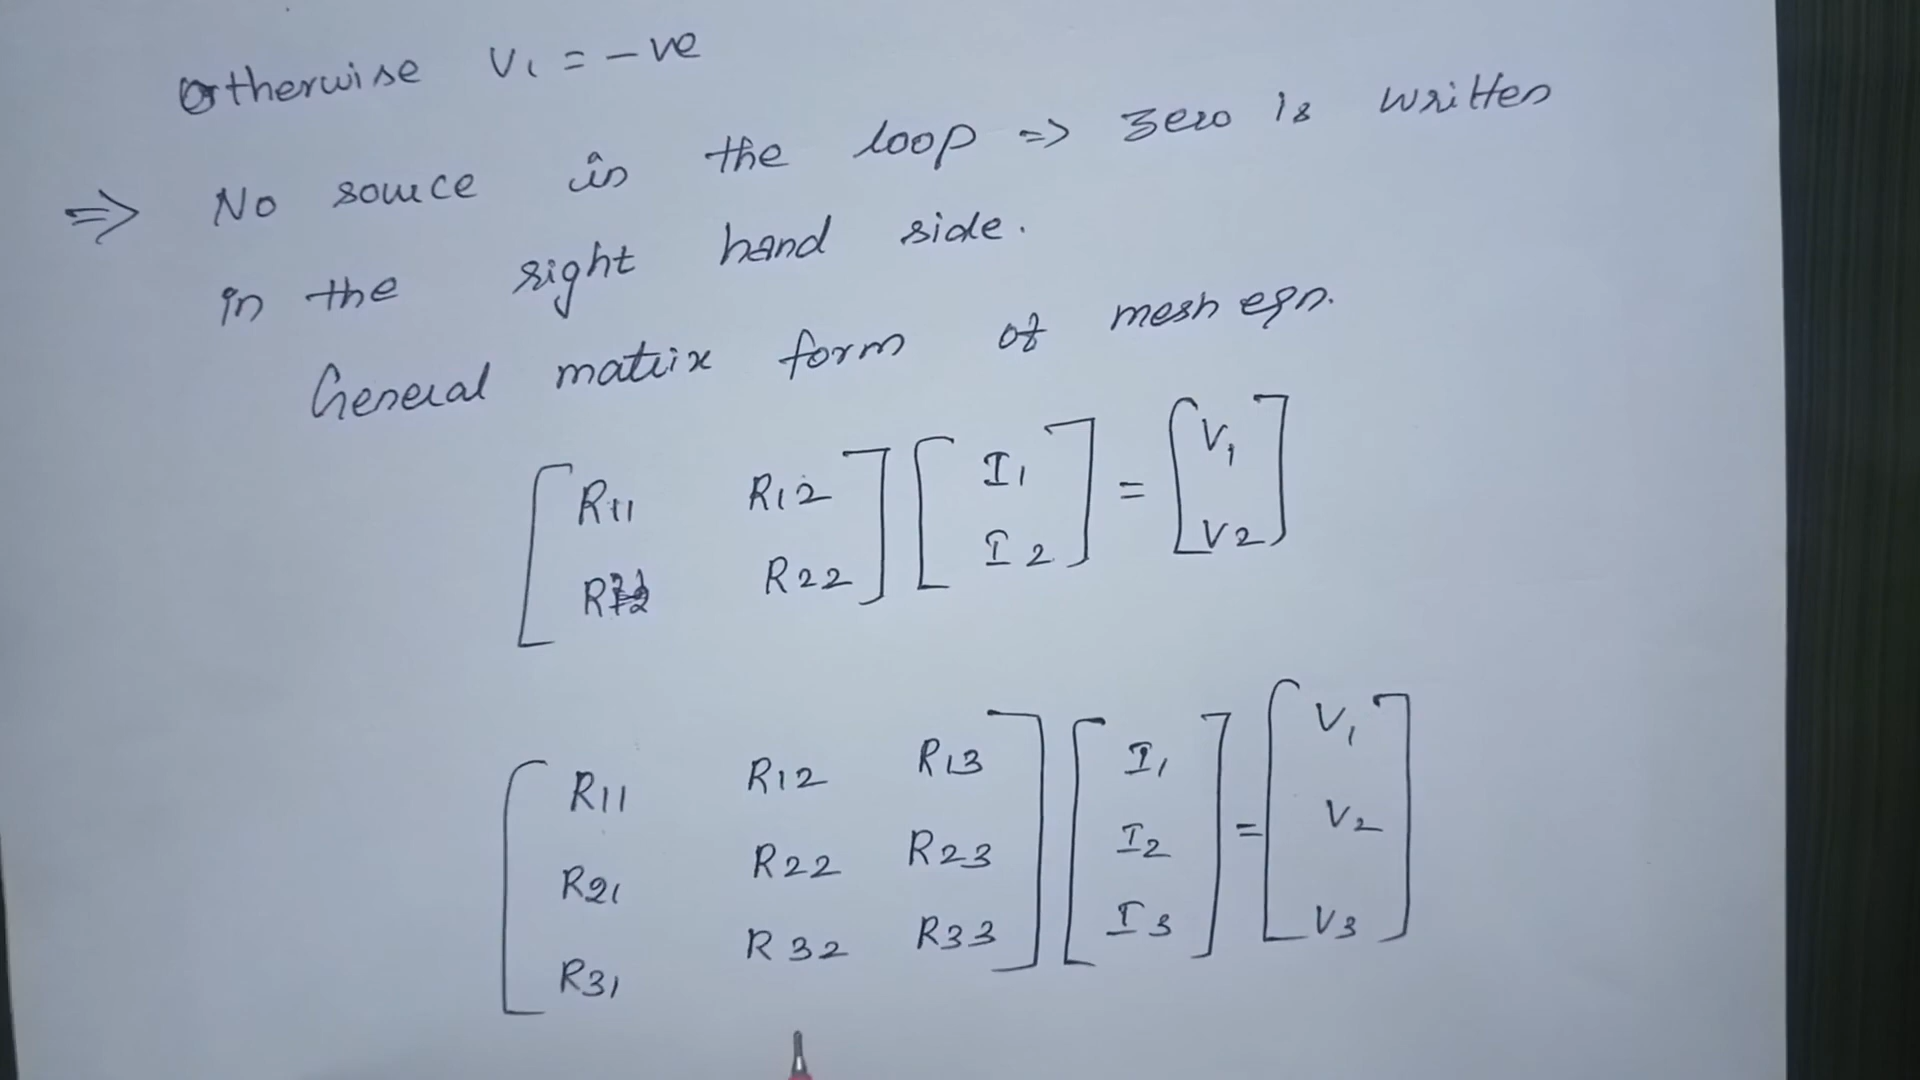 Otherwise V1 = -ve
=> No source in the loop => zero is written
in the right hand side.
General matrix form of mesh eqn.
[R11 R12] [I1] = [V1]
[R22] [I2] [V2]
[R11 R12 R13] [I1] = [V1]
[R21 R22 R23] [I2] [V2]
[R31 R32 R33] [I3] [V3]